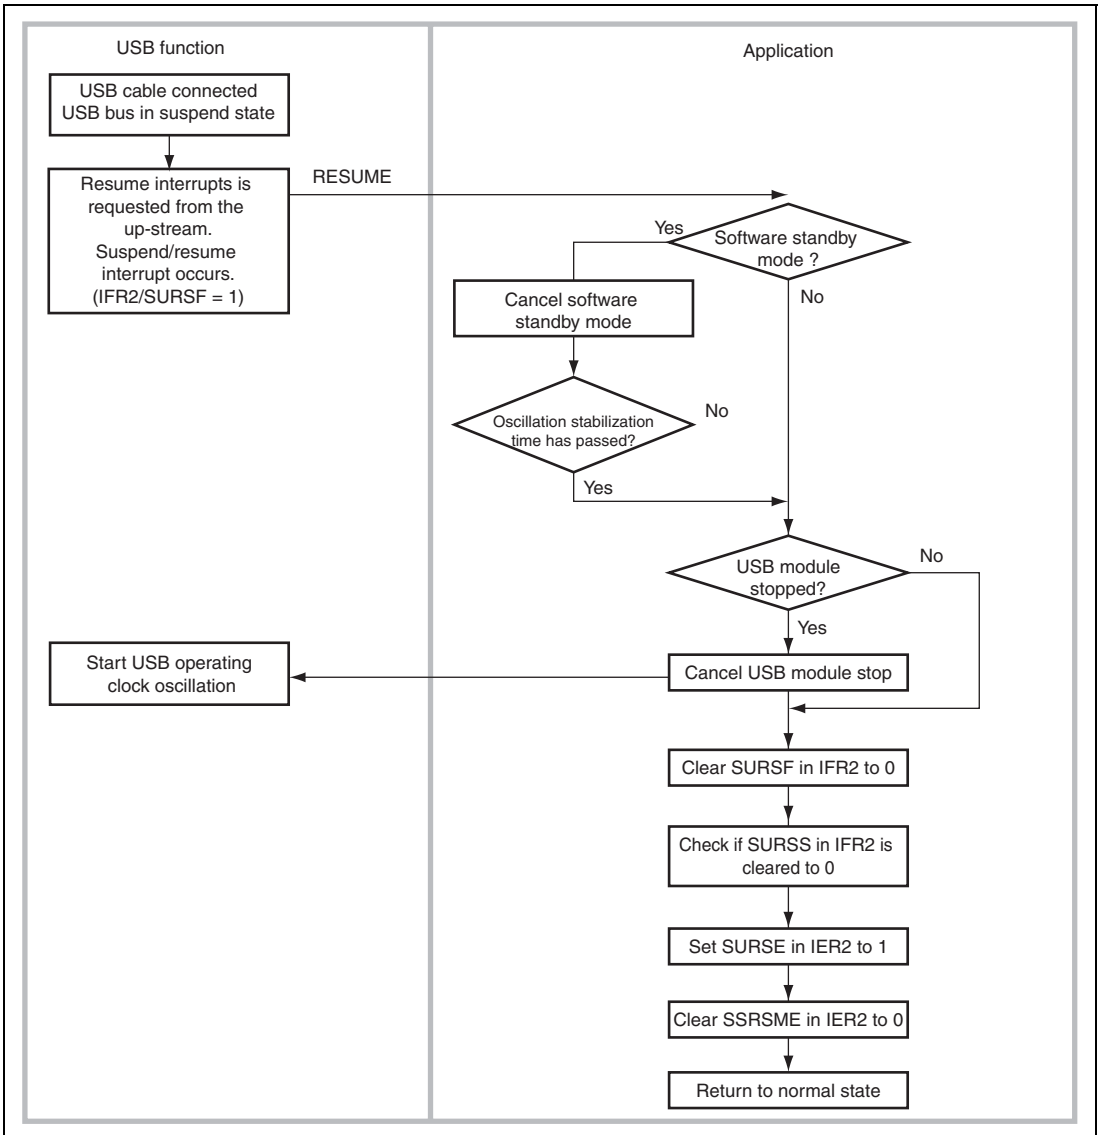 USB function
Application
USB cable connected
USB bus in suspend state
Resume interrupts is
requested from the
up-stream.
Suspend/resume
interrupt occurs.
(IFR2/SURSF = 1)
RESUME
Software standby
mode ?
Yes
No
Cancel software
standby mode
Oscillation stabilization
time has passed?
No
Yes
USB module
stopped?
No
Yes
Start USB operating
clock oscillation
Cancel USB module stop
Clear SURSF in IFR2 to 0
Check if SURSS in IFR2 is
cleared to 0
Set SURSE in IER2 to 1
Clear SSRSME in IER2 to 0
Return to normal state